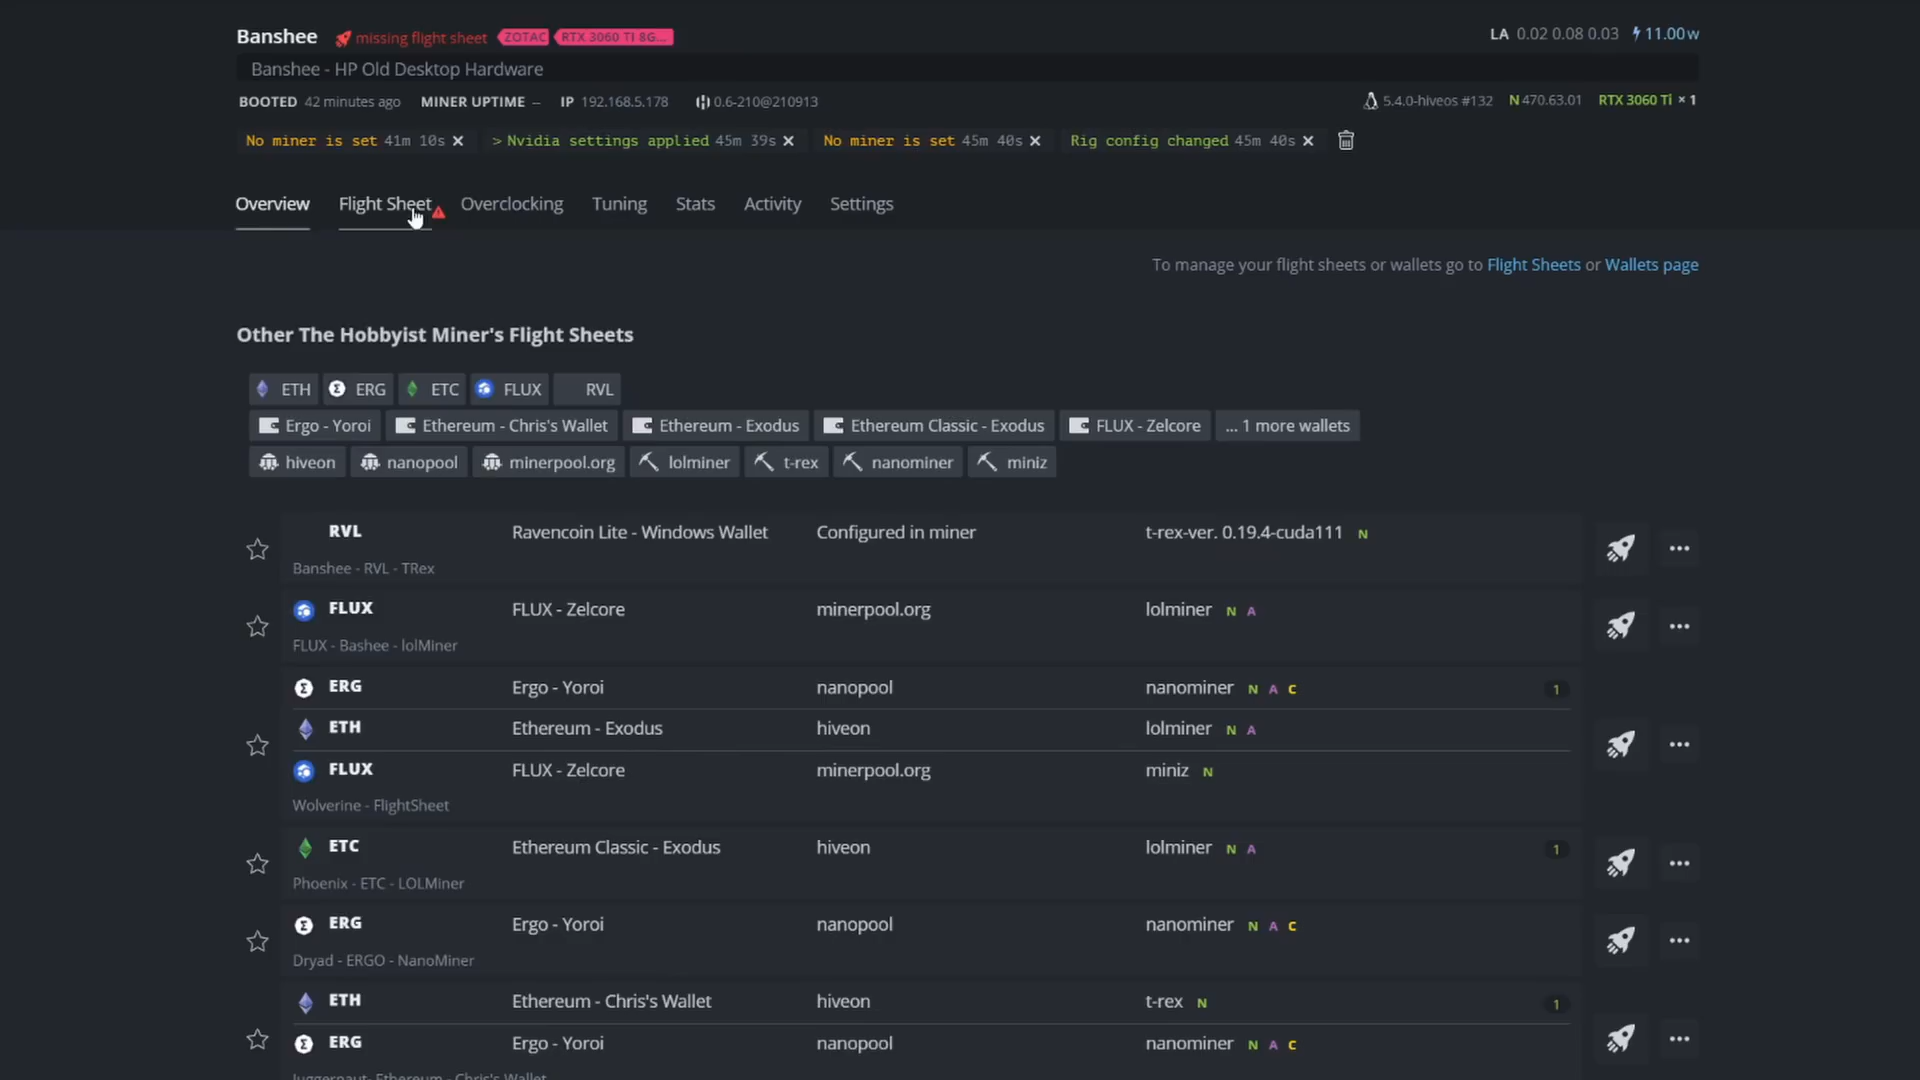 Banshee missing flight sheet ZOTAC RTX 3060 TI 8G... LA 0.02 0.08 0.03 11.00w
Banshee - HP Old Desktop Hardware
BOOTED 42 minutes ago MINER UPTIME – IP 192.168.5.178 0.6-210@210913 5.4.0-hiveos #132 N 470.63.01 RTX 3060 Ti × 1
No miner is set 41m 10s × > Nvidia settings applied 45m 39s × No miner is set 45m 40s × Rig config changed 45m 40s ×
Overview Flight Sheet Overclocking Tuning Stats Activity Settings
To manage your flight sheets or wallets go to Flight Sheets or Wallets page
Other The Hobbyist Miner's Flight Sheets
ETH ERG ETC FLUX RVL
Ergo - Yoroi Ethereum - Chris's Wallet Ethereum - Exodus Ethereum Classic - Exodus FLUX - Zelcore ... 1 more wallets
hiveon nanopool minerpool.org lolminer t-rex nanominer miniz
RVL Ravencoin Lite - Windows Wallet Configured in miner t-rex-ver. 0.19.4-cuda111 N
Banshee - RVL - TRex
FLUX FLUX - Zelcore minerpool.org lolminer N A
FLUX - Bashee - lolMiner
ERG Ergo - Yoroi nanopool nanominer N A C 1
ETH Ethereum - Exodus hiveon lolminer N A
FLUX FLUX - Zelcore minerpool.org miniz N
Wolverine - FlightSheet
ETC Ethereum Classic - Exodus hiveon lolminer N A 1
Phoenix - ETC - LOLMiner
ERG Ergo - Yoroi nanopool nanominer N A C
Dryad - ERGO - NanoMiner
ETH Ethereum - Chris's Wallet hiveon t-rex N 1
ERG Ergo - Yoroi nanopool nanominer N A C
Juggernaut- Ethereum - Chris's Wallet